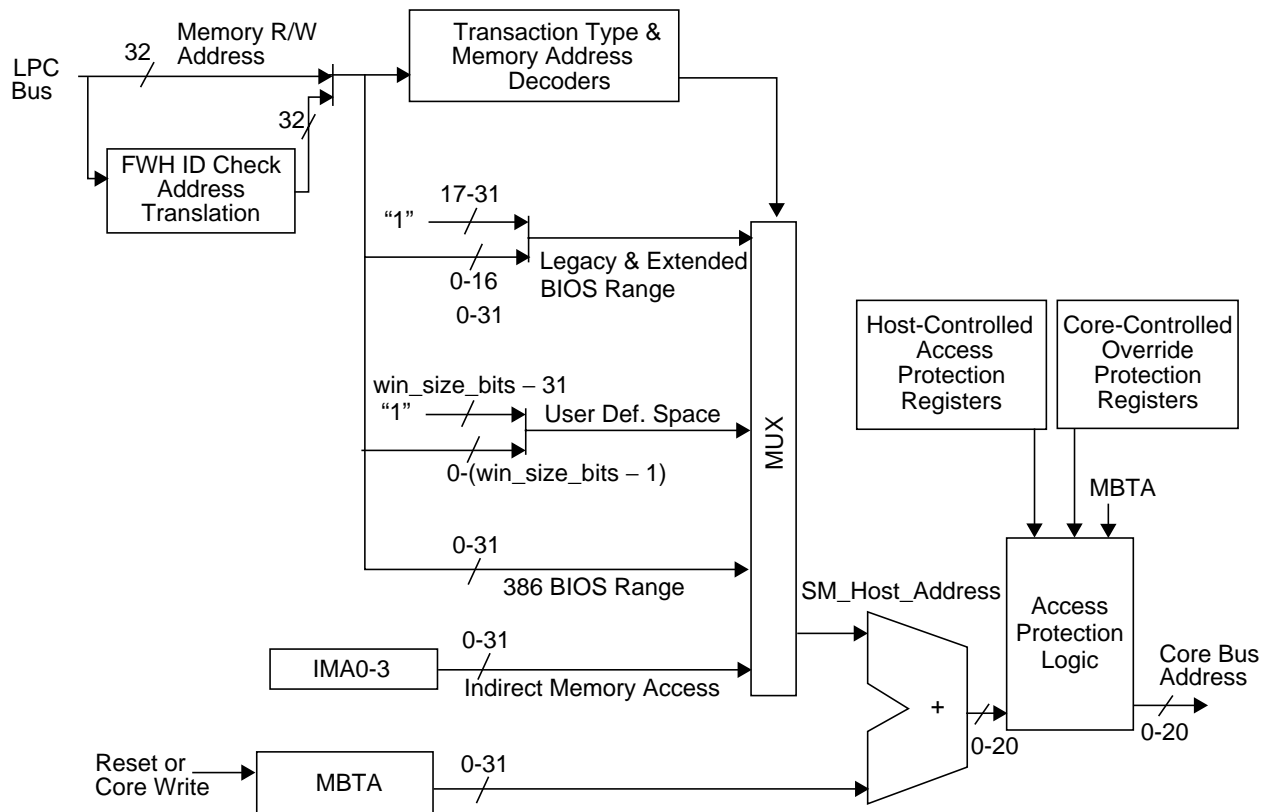 LPC
Bus
32
Memory R/W
Address
32
FWH ID Check
Address
Translation
Transaction Type &
Memory Address
Decoders
17-31
“1”
0-16
0-31
Legacy & Extended
BIOS Range
win_size_bits – 31
“1”
User Def. Space
0-(win_size_bits – 1)
0-31
386 BIOS Range
IMA0-3
0-31
Indirect Memory Access
MUX
Reset or
Core Write
MBTA
0-31
SM_Host_Address
+
0-20
Host-Controlled
Access
Protection
Registers
Core-Controlled
Override
Protection
Registers
MBTA
Access
Protection
Logic
Core Bus
Address
0-20